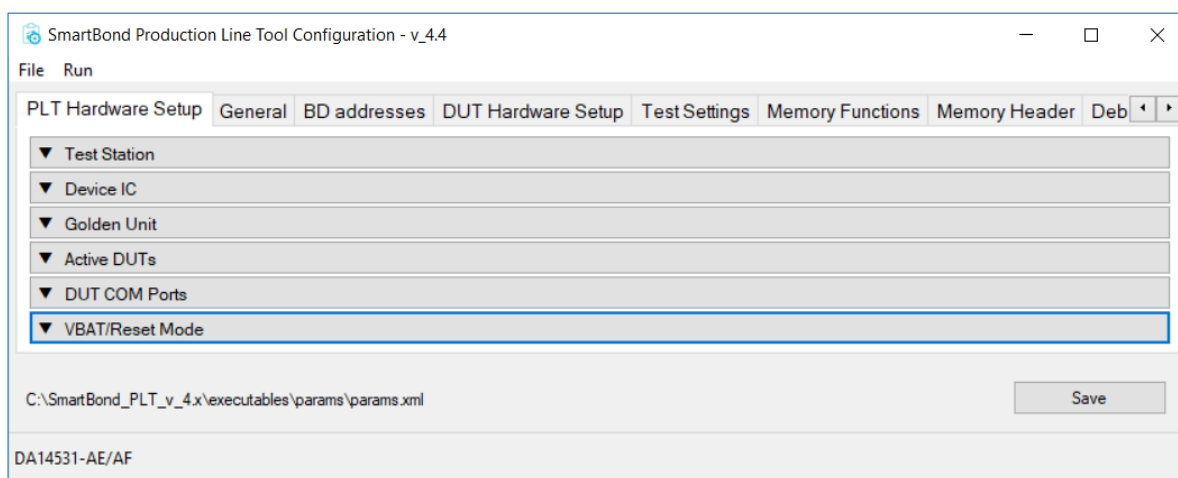 SmartBond Production Line Tool Configuration - v_4.4
File Run
PLT Hardware Setup General BD addresses DUT Hardware Setup Test Settings Memory Functions Memory Header Deb
Test Station
Device IC
Golden Unit
Active DUTs
DUT COM Ports
VBAT/Reset Mode
C:\SmartBond_PLT_v_4.x\executables\params\params.xml Save
DA14531-AE/AF